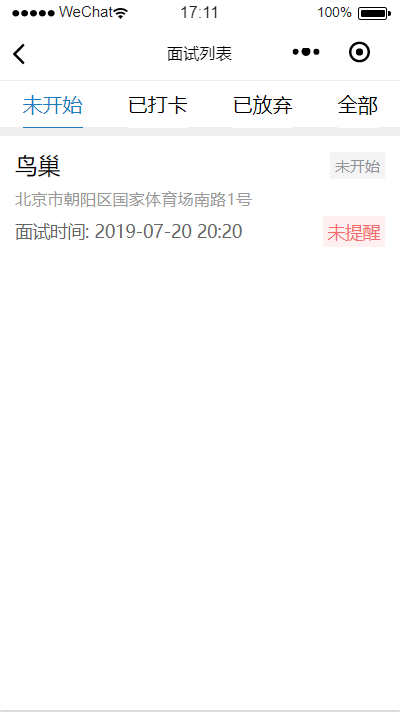 ●●●●● WeChat 17:11 100%
面试列表
未开始 已打卡 已放弃 全部
鸟巢 未开始
北京市朝阳区国家体育场南路1号
面试时间: 2019-07-20 20:20 未提醒